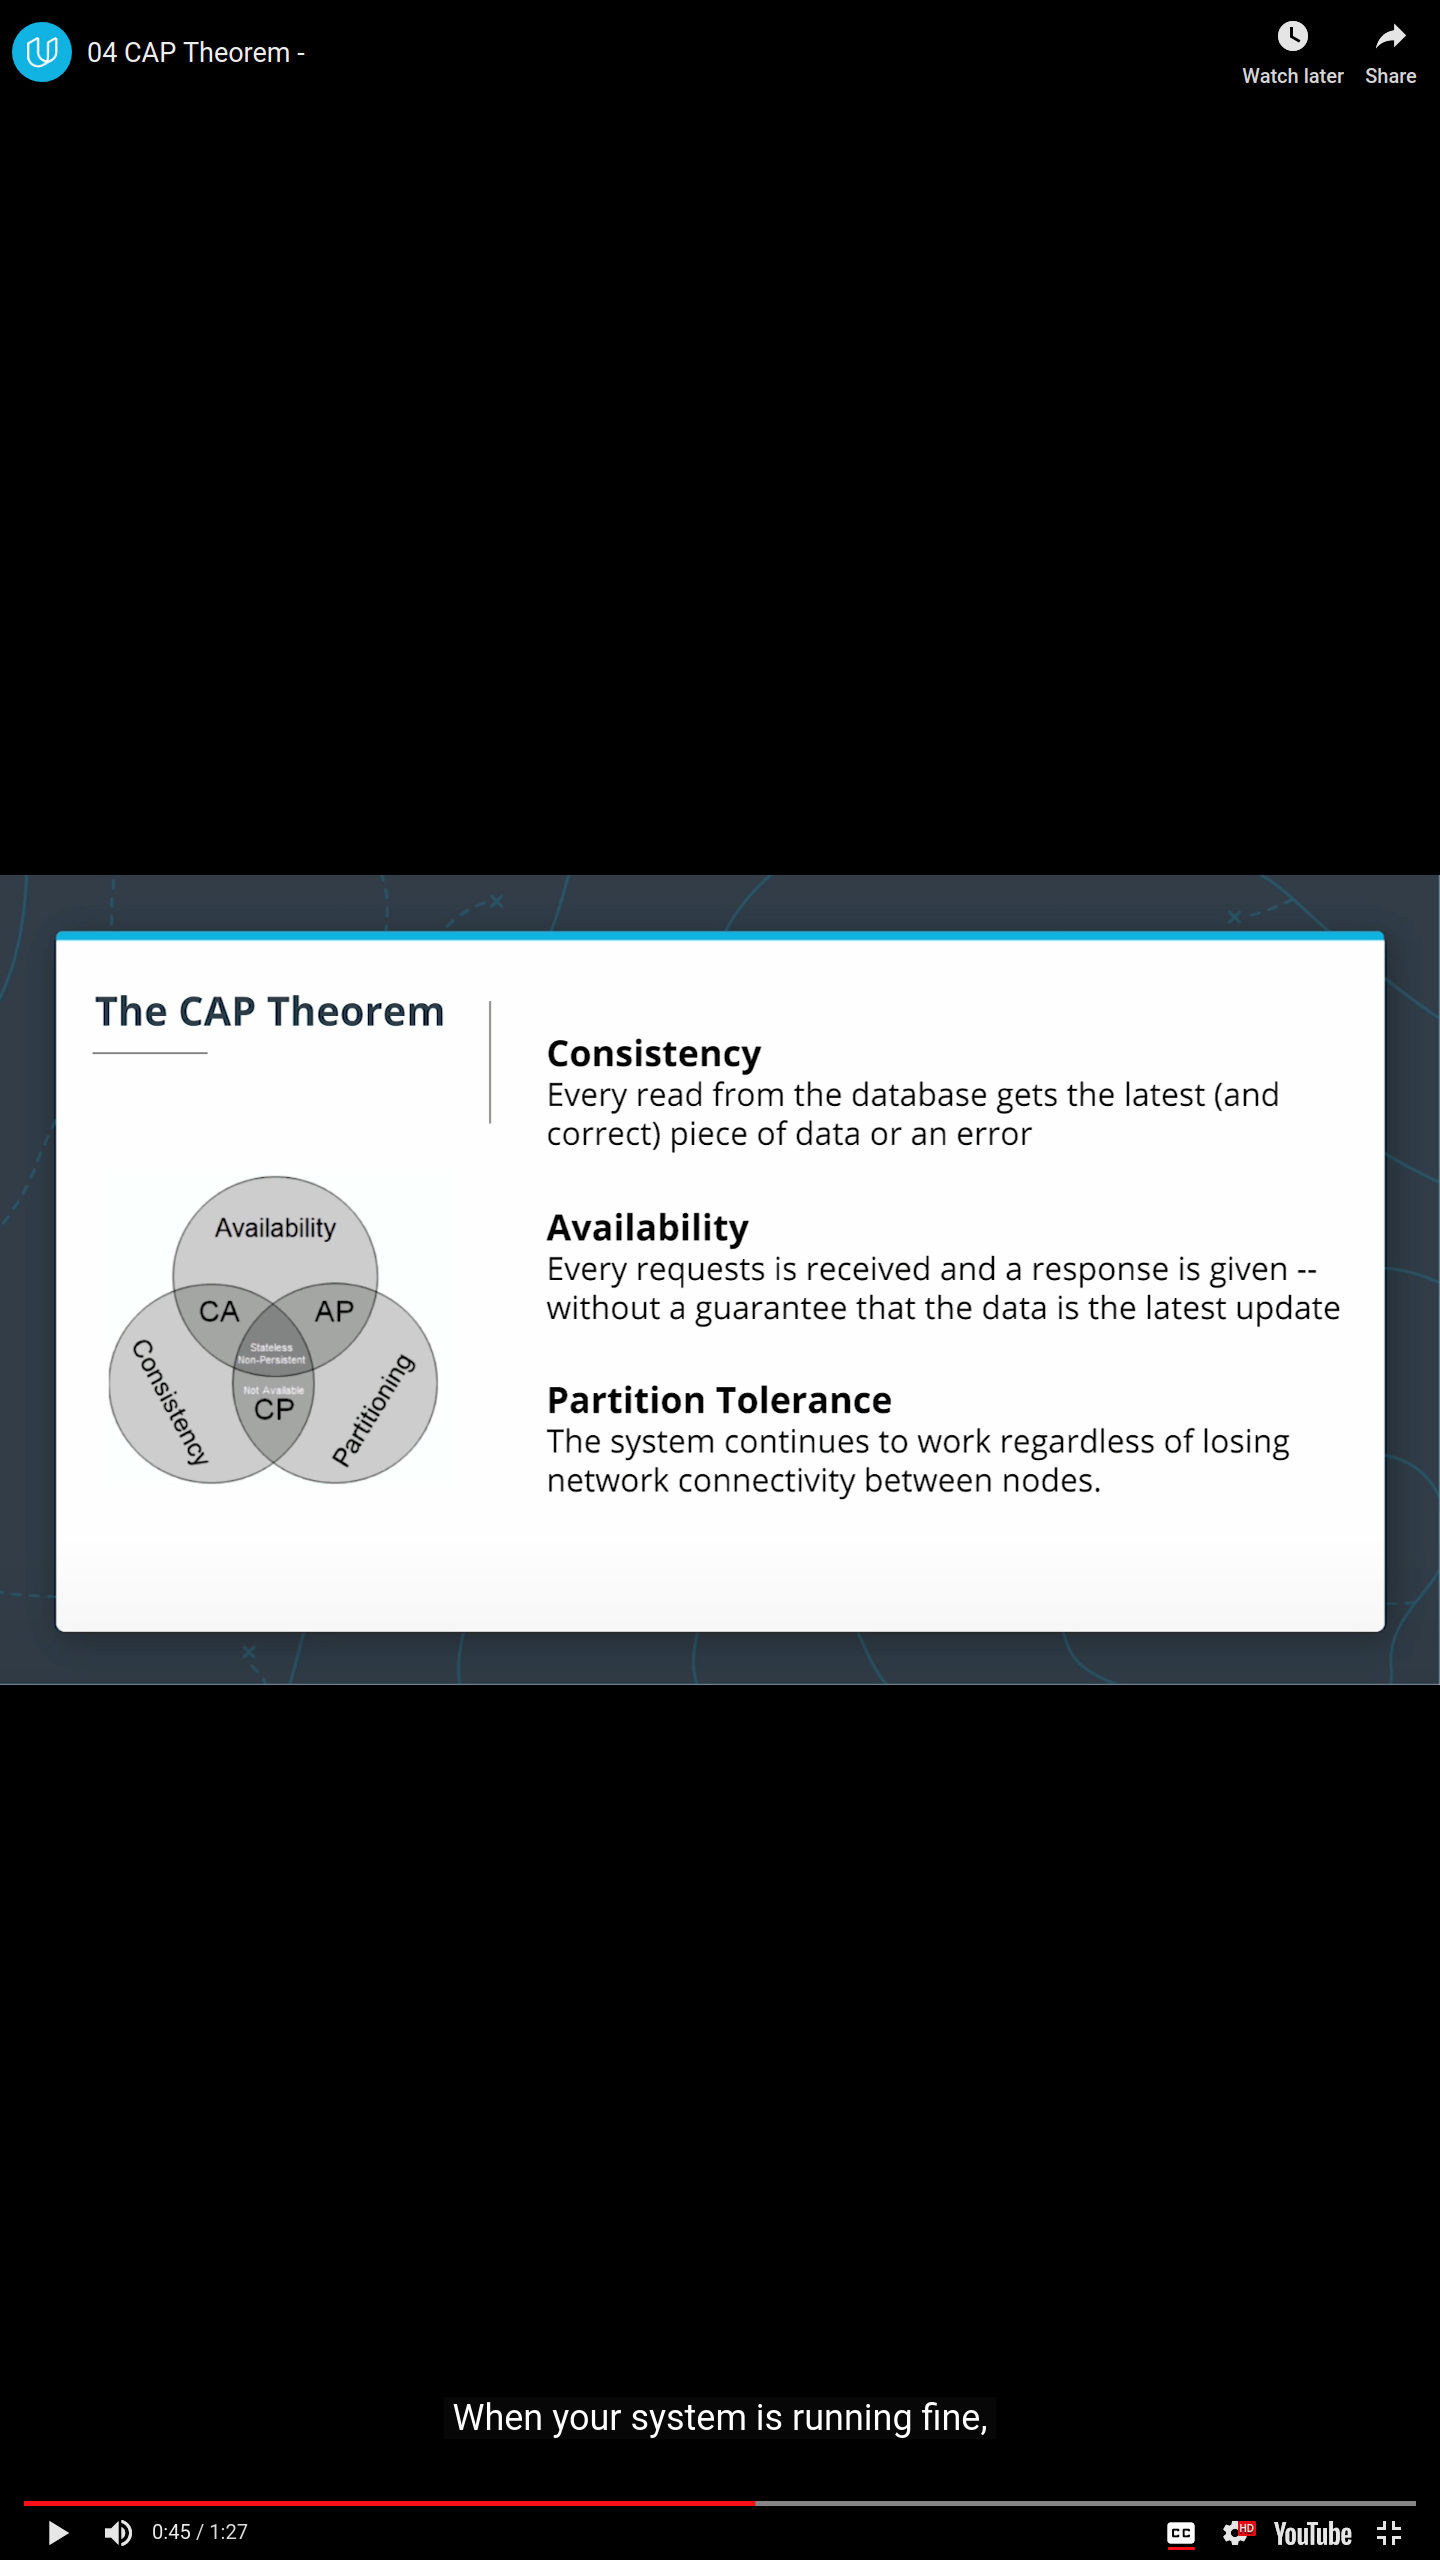 04 CAP Theorem -
Watch later
Share
The CAP Theorem
Consistency
Every read from the database gets the latest (and
correct) piece of data or an error
Availability
Every requests is received and a response is given --
without a guarantee that the data is the latest update
Partition Tolerance
The system continues to work regardless of losing
network connectivity between nodes.
Availability
CA
AP
Stateless
Non-Persistent
Not Available
CP
Consistency
Partitioning
When your system is running fine,
0:45 / 1:27
CC
HD
YouTube